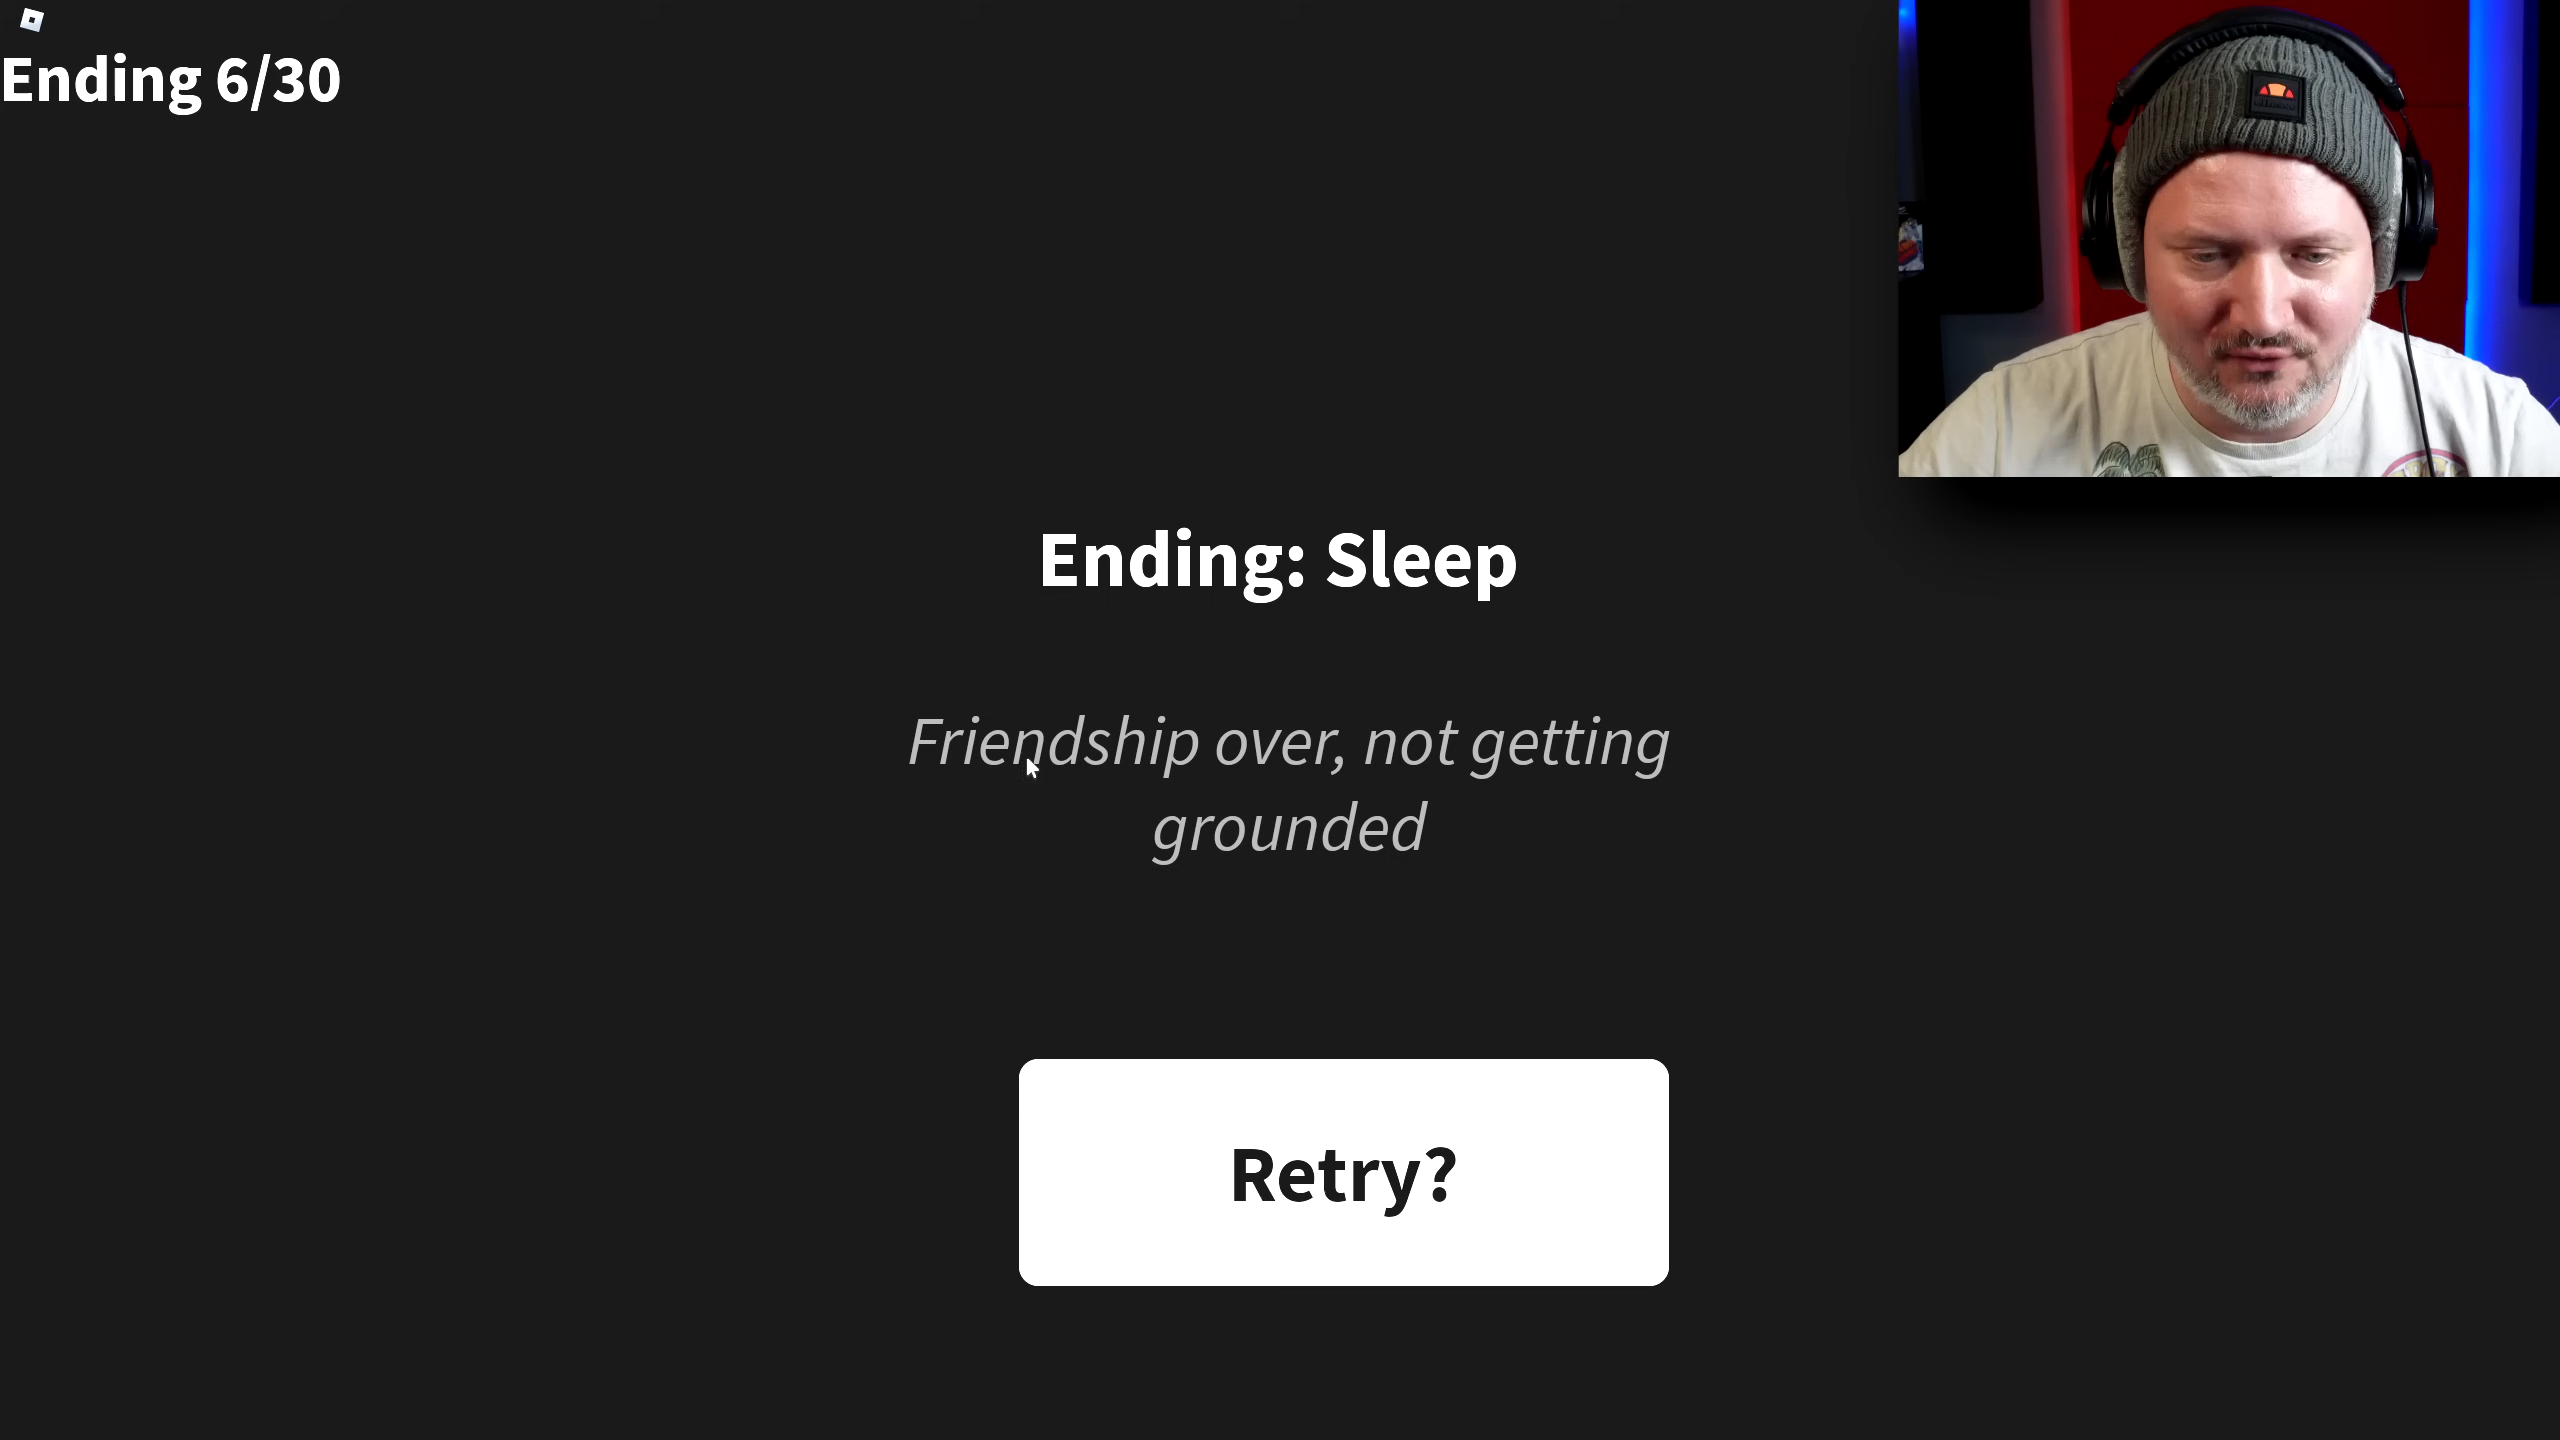 Ending 6/30
Ending: Sleep
Friendship over, not getting
grounded
Retry?